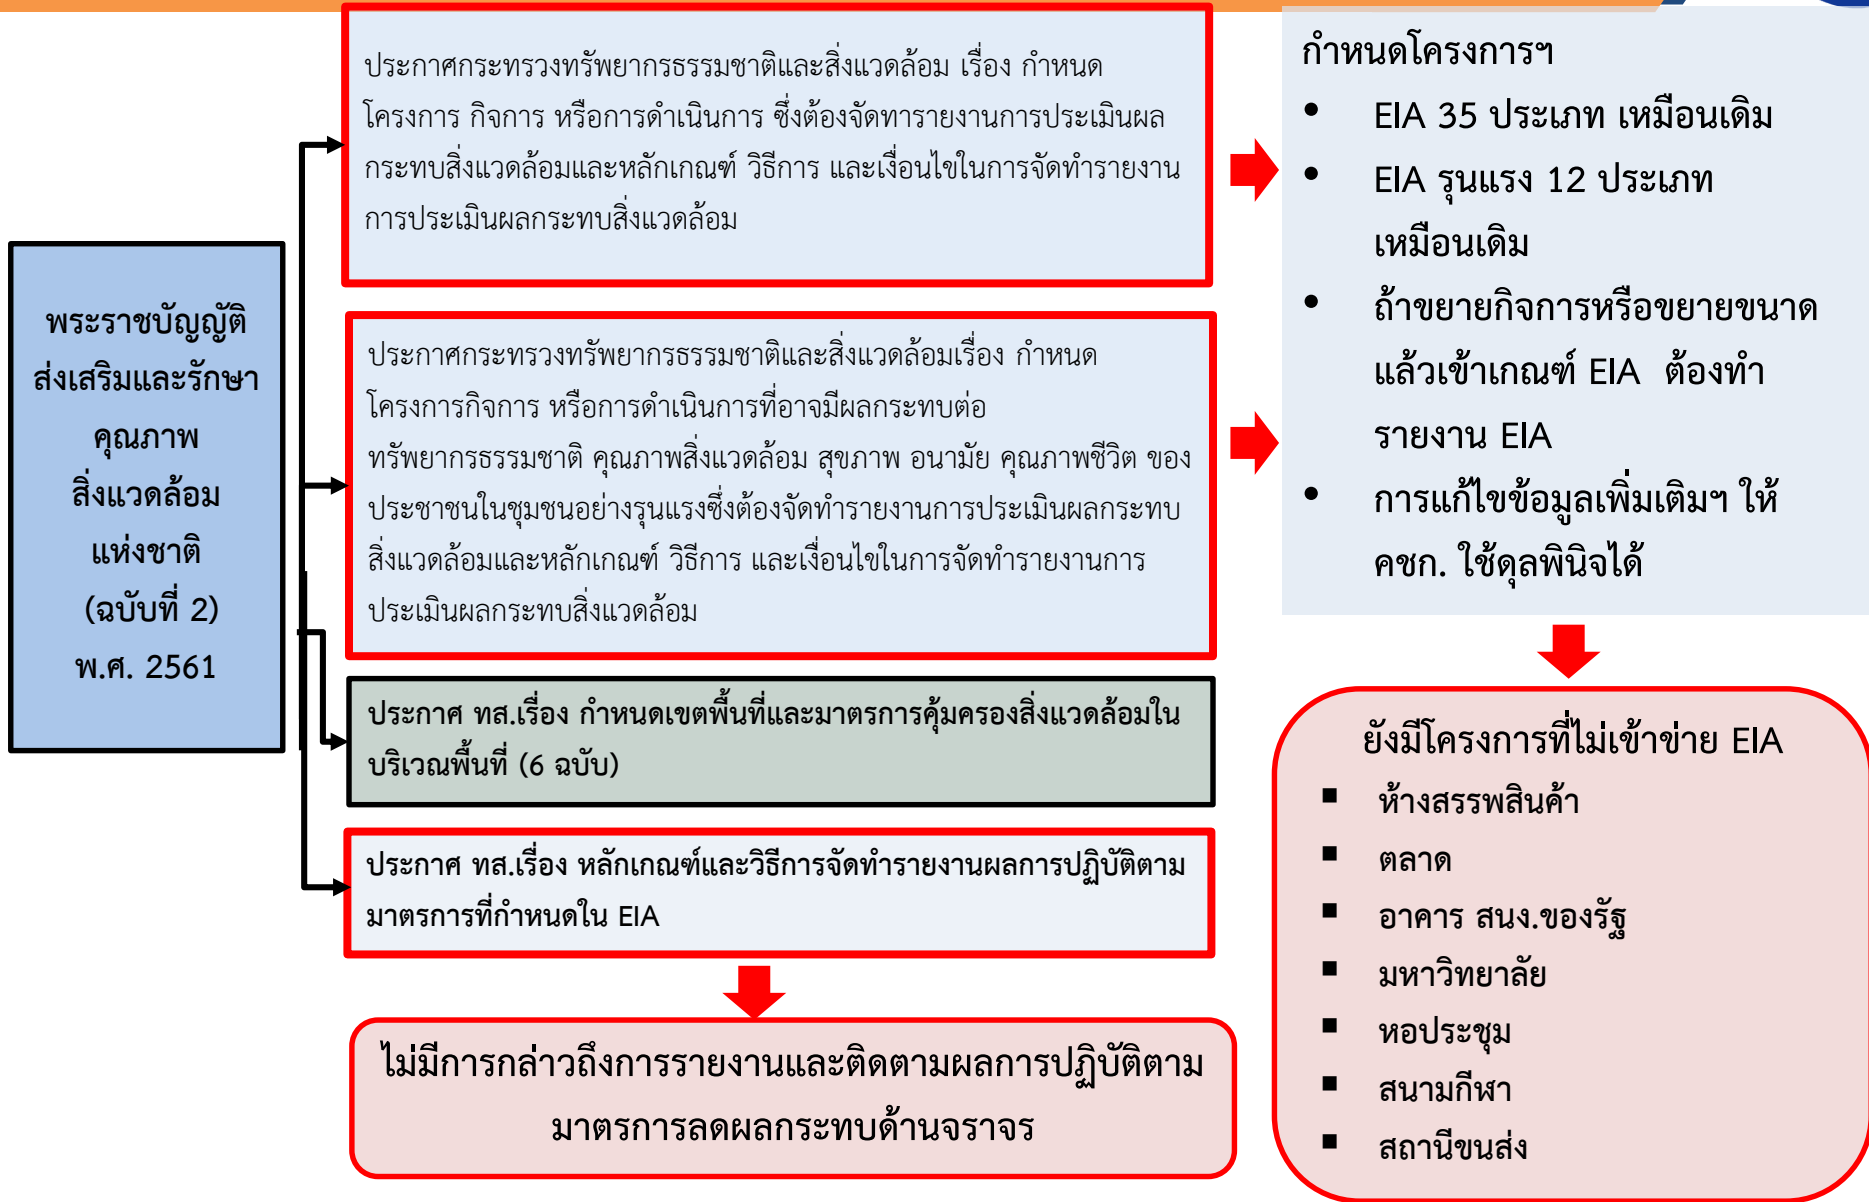 พระราชบัญญัติ
ส่งเสริมและรักษา
คุณภาพ
สิ่งแวดล้อม
แห่งชาติ
(ฉบับที่ 2)
พ.ศ. 2561
ประกาศกระทรวงทรัพยากรธรรมชาติและสิ่งแวดล้อม เรื่อง กำหนด
โครงการ กิจการ หรือการดำเนินการ ซึ่งต้องจัดทารายงานการประเมินผล
กระทบสิ่งแวดล้อมและหลักเกณฑ์ วิธีการ และเงื่อนไขในการจัดทำรายงาน
การประเมินผลกระทบสิ่งแวดล้อม
ประกาศกระทรวงทรัพยากรธรรมชาติและสิ่งแวดล้อมเรื่อง กำหนด
โครงการกิจการ หรือการดำเนินการที่อาจมีผลกระทบต่อ
ทรัพยากรธรรมชาติ คุณภาพสิ่งแวดล้อม สุขภาพ อนามัย คุณภาพชีวิต ของ
ประชาชนในชุมชนอย่างรุนแรงซึ่งต้องจัดทำรายงานการประเมินผลกระทบ
สิ่งแวดล้อมและหลักเกณฑ์ วิธีการ และเงื่อนไขในการจัดทำรายงานการ
ประเมินผลกระทบสิ่งแวดล้อม
ประกาศ ทส.เรื่อง กำหนดเขตพื้นที่และมาตรการคุ้มครองสิ่งแวดล้อมใน
บริเวณพื้นที่ (6 ฉบับ)
ประกาศ ทส.เรื่อง หลักเกณฑ์และวิธีการจัดทำรายงานผลการปฏิบัติตาม
มาตรการที่กำหนดใน EIA
ไม่มีการกล่าวถึงการรายงานและติดตามผลการปฏิบัติตาม
มาตรการลดผลกระทบด้านจราจร
กำหนดโครงการฯ
• EIA 35 ประเภท เหมือนเดิม
• EIA รุนแรง 12 ประเภท
เหมือนเดิม
• ถ้าขยายกิจการหรือขยายขนาด
แล้วเข้าเกณฑ์ EIA ต้องทำ
รายงาน EIA
• การแก้ไขข้อมูลเพิ่มเติมฯ ให้
คชก. ใช้ดุลพินิจได้
ยังมีโครงการที่ไม่เข้าข่าย EIA
▪ ห้างสรรพสินค้า
▪ ตลาด
▪ อาคาร สนง.ของรัฐ
▪ มหาวิทยาลัย
▪ หอประชุม
▪ สนามกีฬา
▪ สถานีขนส่ง